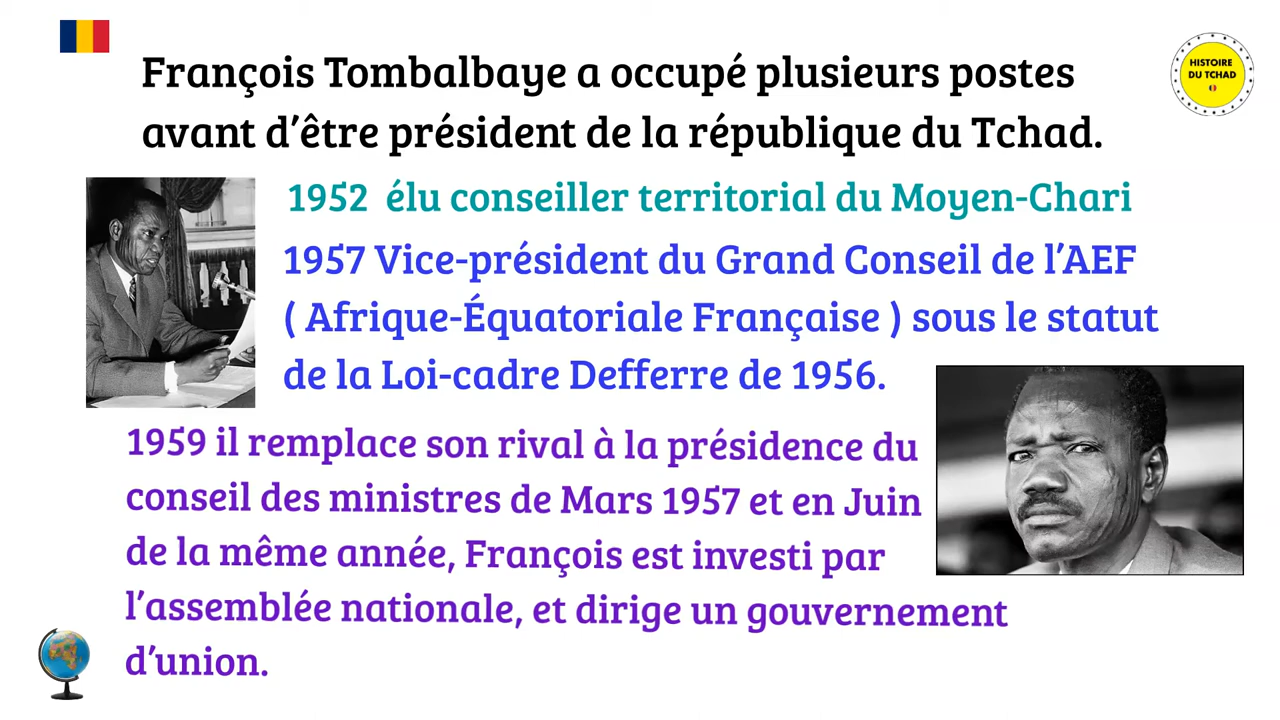 François Tombalbaye a occupé plusieurs postes
avant d'être président de la république du Tchad.
HISTOIRE
DU TCHAD
1952 élu conseiller territorial du Moyen-Chari
1957 Vice-président du Grand Conseil de l'AEF
( Afrique-Équatoriale Française ) sous le statut
de la Loi-cadre Defferre de 1956.
1959 il remplace son rival à la présidence du
conseil des ministres de Mars 1957 et en Juin
de la même année, François est investi par
l'assemblée nationale, et dirige un gouvernement
d'union.